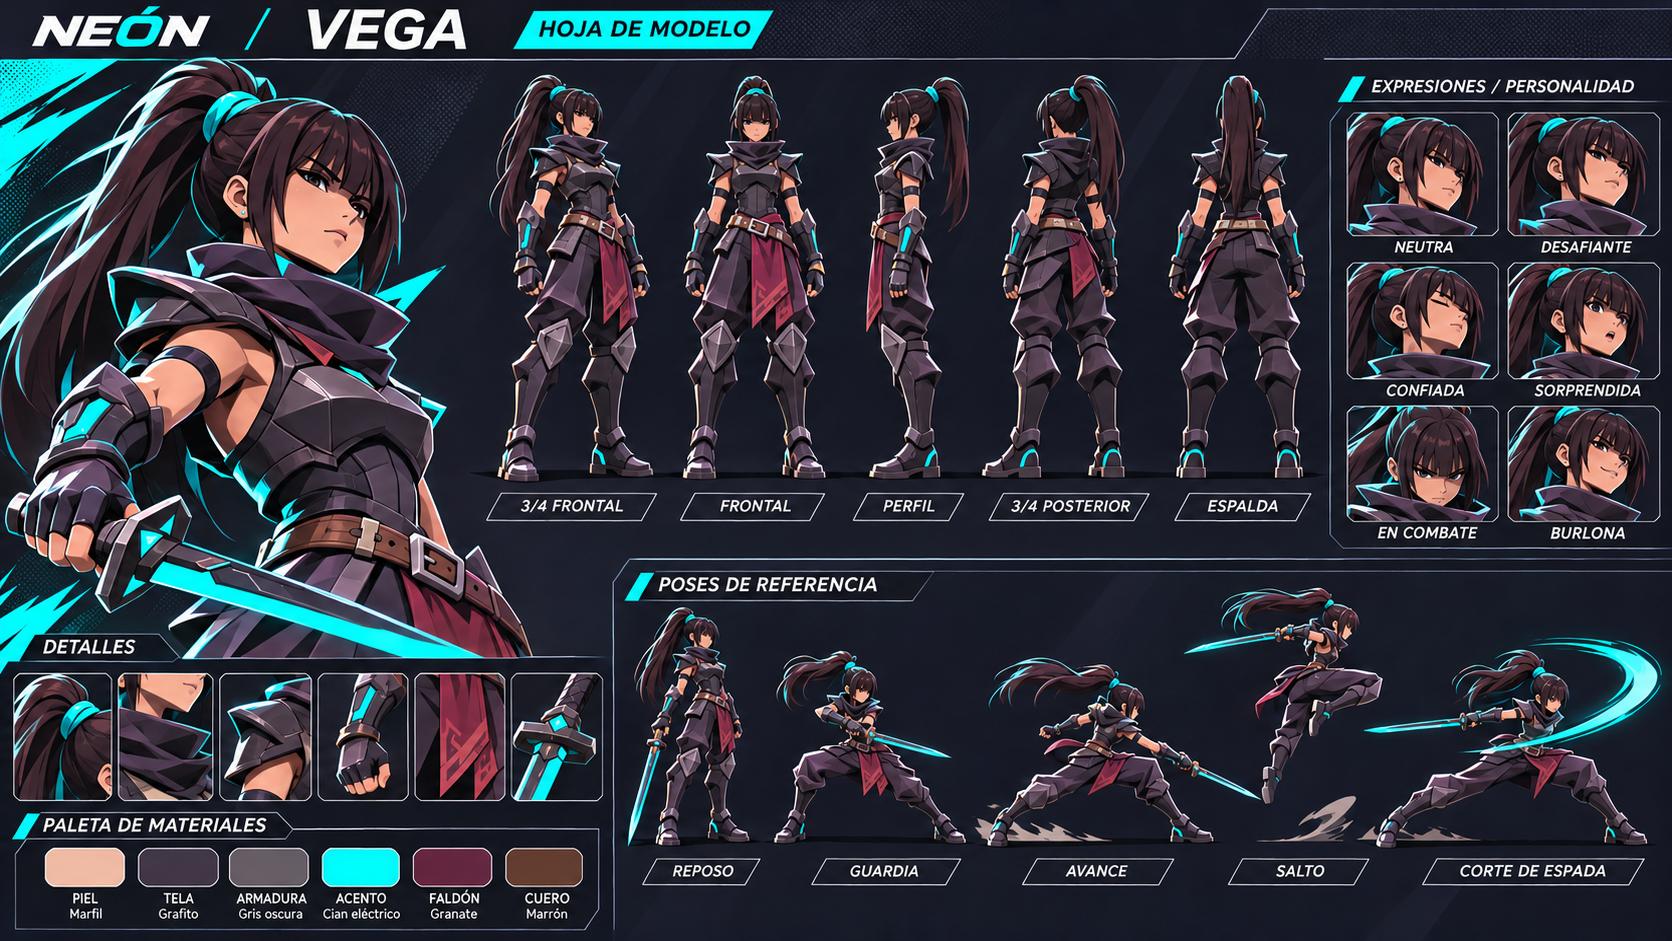 NEÓN / VEGA
HOJA DE MODELO
3/4 FRONTAL
FRONTAL
PERFIL
3/4 POSTERIOR
ESPALDA
EXPRESIONES / PERSONALIDAD
NEUTRA
DESAFIANTE
CONFIADA
SORPRENDIDA
EN COMBATE
BURLONA
DETALLES
PALETA DE MATERIALES
PIEL
Marfil
TELA
Grafito
ARMADURA
Gris oscura
ACENTO
Cian eléctrico
FALDÓN
Granate
CUERO
Marrón
POSES DE REFERENCIA
REPOSO
GUARDIA
AVANCE
SALTO
CORTE DE ESPADA